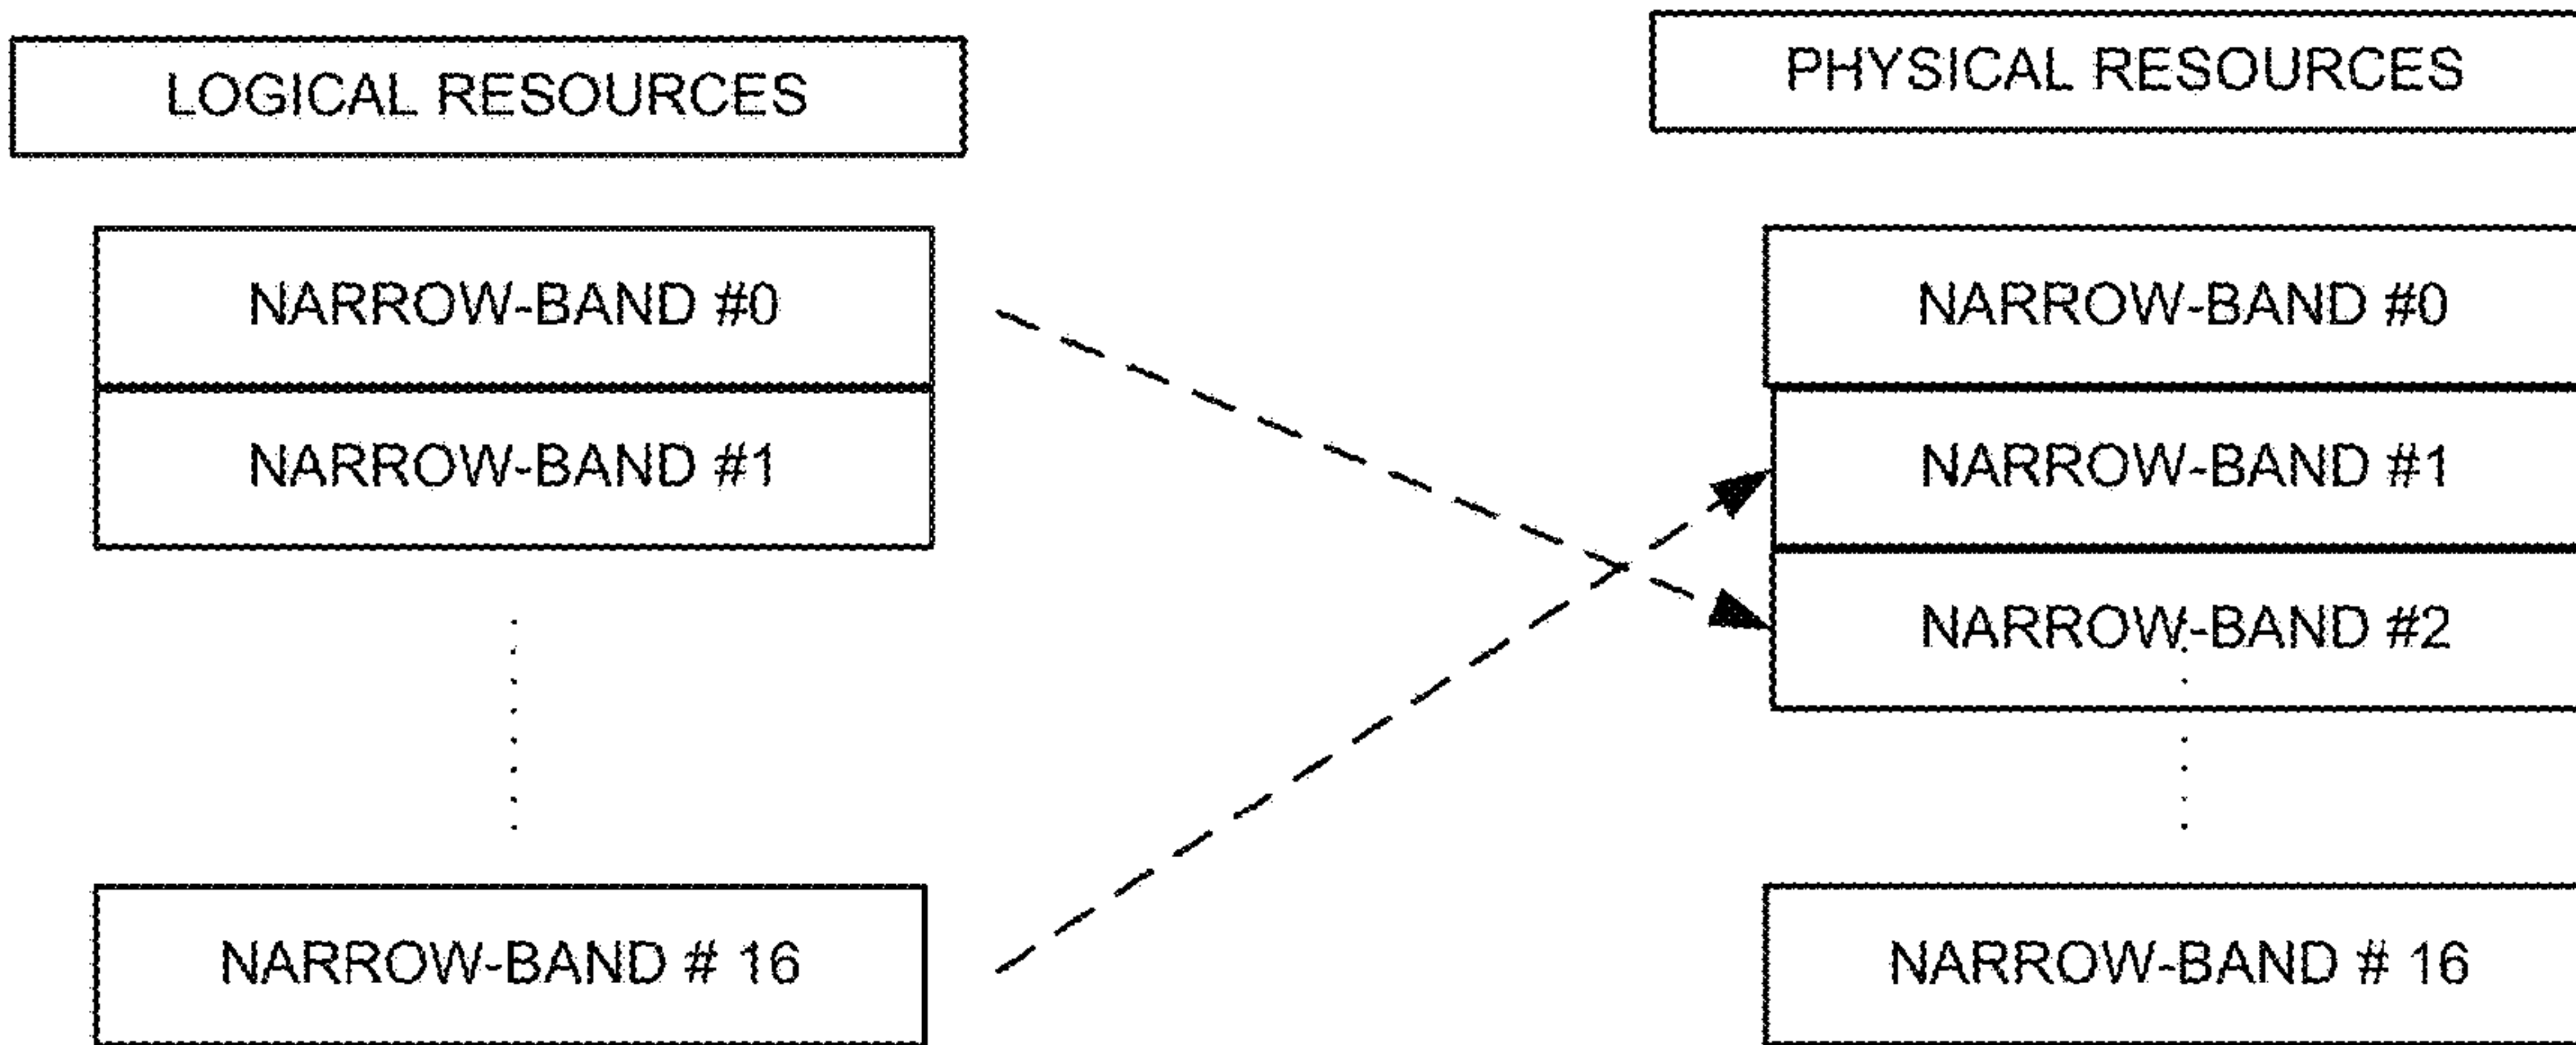 LOGICAL RESOURCES
NARROW-BAND #0
NARROW-BAND #1
NARROW-BAND # 16
PHYSICAL RESOURCES
NARROW-BAND #0
NARROW-BAND #1
NARROW-BAND #2
NARROW-BAND # 16